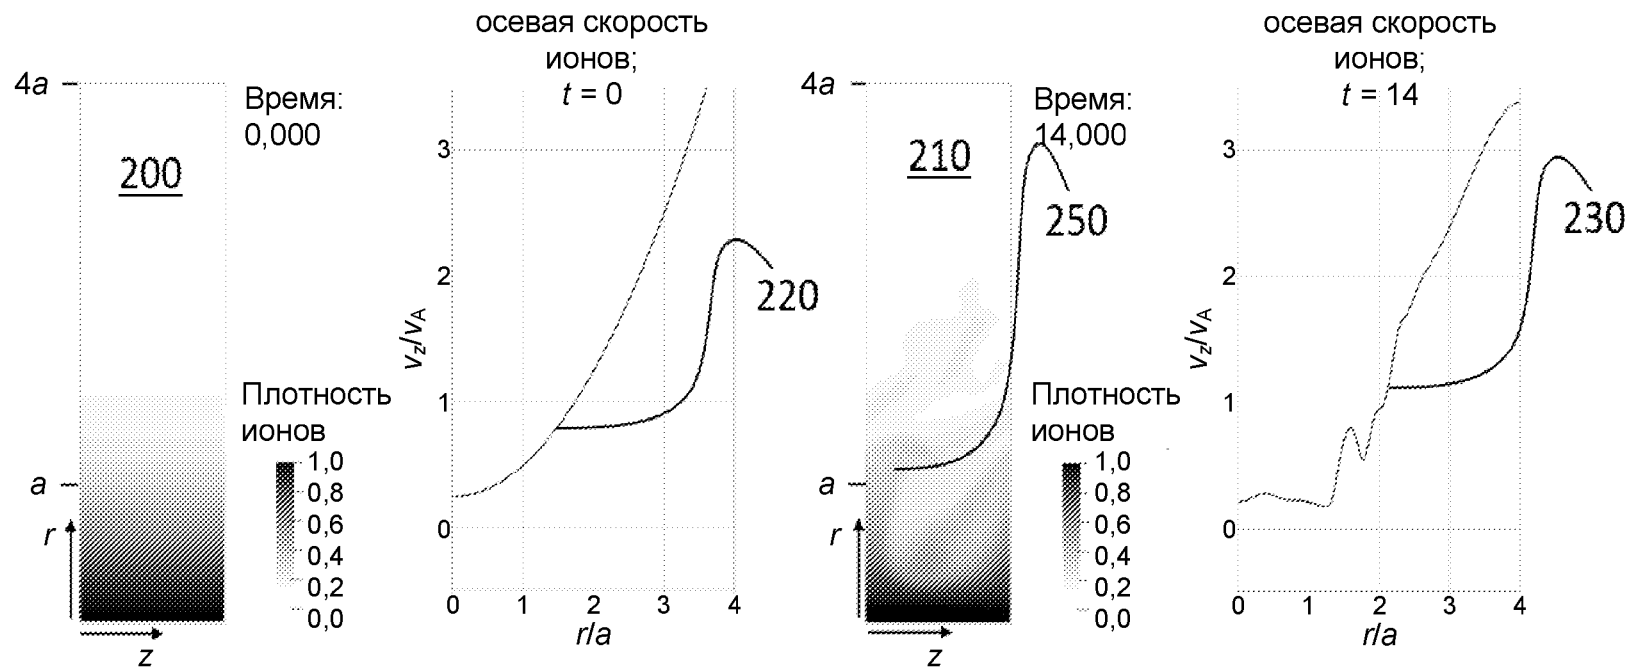 осевая скорость
ионов;
t = 0
4a
Время:
0,000
200
3
2
1
0
v_z/v_A
220
Плотность
ионов
1,0
0,8
0,6
0,4
0,2
0,0
a
r
z
0 1 2 3 4
r/a
осевая скорость
ионов;
t = 14
4a
Время:
14,000
210
250
3
2
1
0
v_z/v_A
230
Плотность
ионов
1,0
0,8
0,6
0,4
0,2
0,0
a
r
z
0 1 2 3 4
r/a